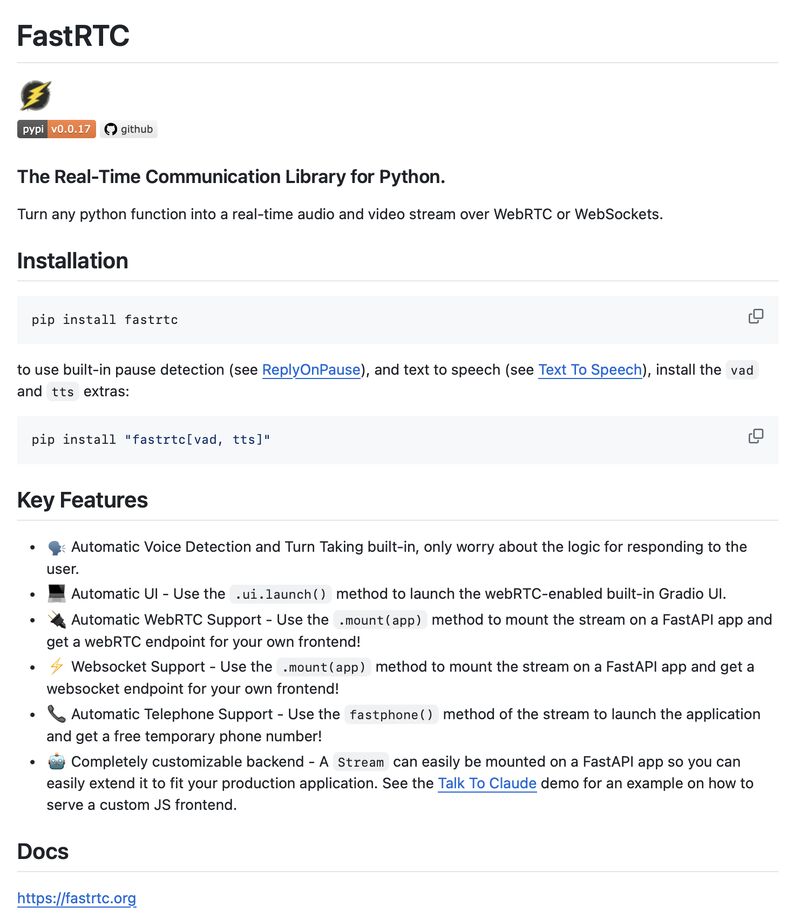 FastRTC
pypi v0.0.17 github
The Real-Time Communication Library for Python.
Turn any python function into a real-time audio and video stream over WebRTC or WebSockets.
Installation
pip install fastrtc
to use built-in pause detection (see ReplyOnPause), and text to speech (see Text To Speech), install the vad
and tts extras:
pip install "fastrtc[vad, tts]"
Key Features
• 🗣️ Automatic Voice Detection and Turn Taking built-in, only worry about the logic for responding to the
user.
• 💻 Automatic UI - Use the .ui.launch() method to launch the webRTC-enabled built-in Gradio UI.
• 🔌 Automatic WebRTC Support - Use the .mount(app) method to mount the stream on a FastAPI app and
get a webRTC endpoint for your own frontend!
• ⚡️ Websocket Support - Use the .mount(app) method to mount the stream on a FastAPI app and get a
websocket endpoint for your own frontend!
• 📞 Automatic Telephone Support - Use the fastphone() method of the stream to launch the application
and get a free temporary phone number!
• 🤖 Completely customizable backend - A Stream can easily be mounted on a FastAPI app so you can
easily extend it to fit your production application. See the Talk To Claude demo for an example on how to
serve a custom JS frontend.
Docs
https://fastrtc.org